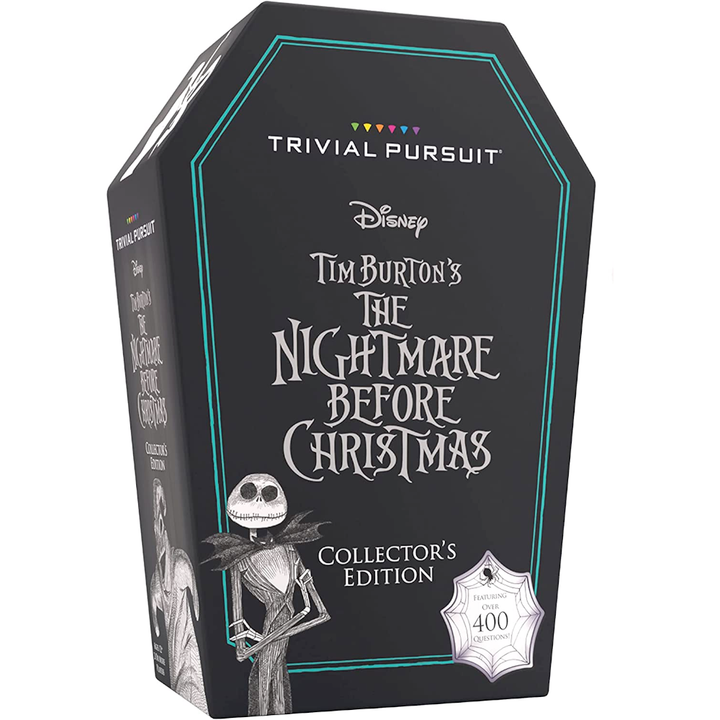 TRIVIAL PURSUIT®
Disney
TIM BURTON'S
THE
NIGHTMARE
BEFORE
CHRISTMAS
COLLECTOR'S
EDITION
FEATURING
OVER
400
QUESTIONS!
TRIVIAL PURSUIT
Disney
TIM BURTON'S
THE
NIGHTMARE
BEFORE
CHRISTMAS
COLLECTOR'S
EDITION